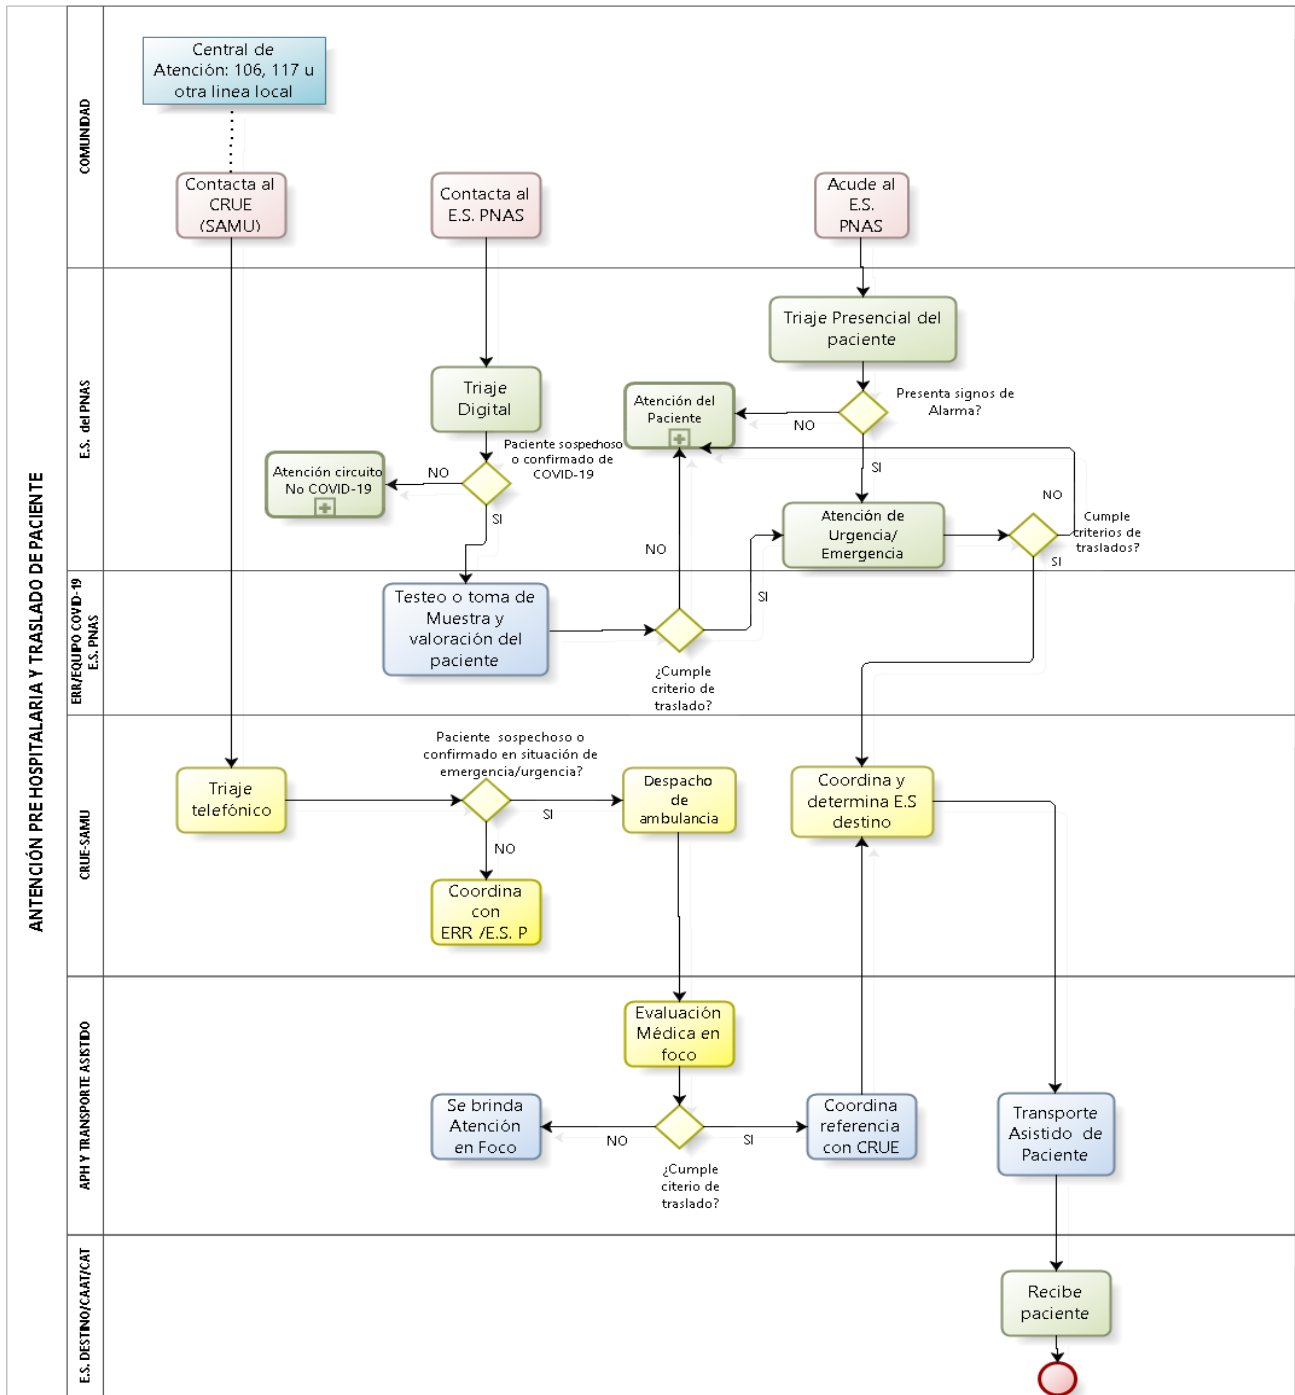 ANTENCIÓN PRE HOSPITALARIA Y TRASLADO DE PACIENTE
COMUNIDAD
Central de
Atención: 106, 117 u
otra linea local
Contacta al
CRUE
(SAMU)
Contacta al
E.S. PNAS
Acude al
E.S.
PNAS
E.S. del PNAS
Triaje Presencial del
paciente
Presenta signos de
Alarma?
NO
SI
Atención del
Paciente
Triaje
Digital
Paciente sospechoso
o confirmado de
COVID-19
NO
SI
Atención circuito
No COVID-19
Atención de
Urgencia/
Emergencia
NO
Cumple
criterios de
traslados?
SI
NO
ERR/EQUIPO COVID-19
E.S. PNAS
Testeo o toma de
Muestra y
valoración del
paciente
SI
¿Cumple
criterio de
traslado?
CRUE-SAMU
Triaje
telefónico
Paciente sospechoso o
confirmado en situación de
emergencia/urgencia?
SI
NO
Despacho
de
ambulancia
Coordina y
determina E.S
destino
Coordina
con
ERR /E.S. P
APH Y TRANSPORTE ASISTIDO
Evaluación
Médica en
foco
Se brinda
Atención
en Foco
NO
SI
¿Cumple
citerio de
traslado?
Coordina
referencia
con CRUE
Transporte
Asistido de
Paciente
E.S. DESTINO/CAAT/CAT
Recibe
paciente